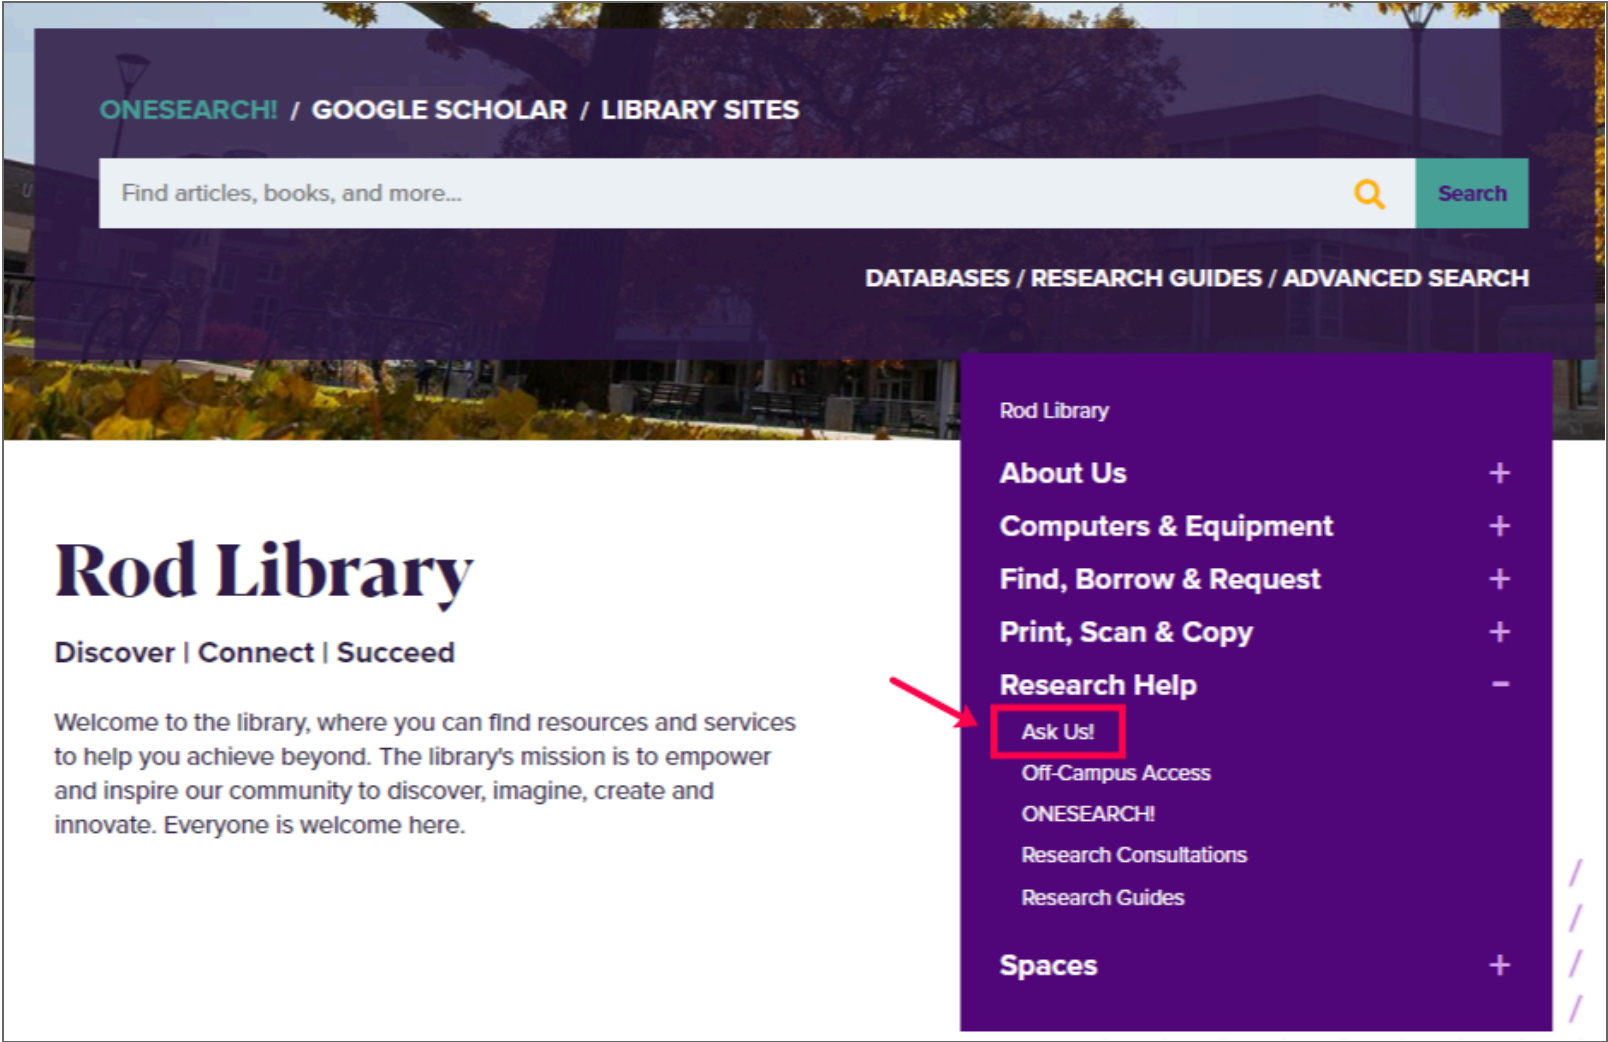 ONESEARCH! / GOOGLE SCHOLAR / LIBRARY SITES
Find articles, books, and more...
Search
DATABASES / RESEARCH GUIDES / ADVANCED SEARCH
Rod Library
About Us +
Computers & Equipment +
Find, Borrow & Request +
Print, Scan & Copy +
Research Help -
Ask Us!
Off-Campus Access
ONESEARCH!
Research Consultations
Research Guides
Spaces +
Rod Library
Discover | Connect | Succeed
Welcome to the library, where you can find resources and services
to help you achieve beyond. The library's mission is to empower
and inspire our community to discover, imagine, create and
innovate. Everyone is welcome here.